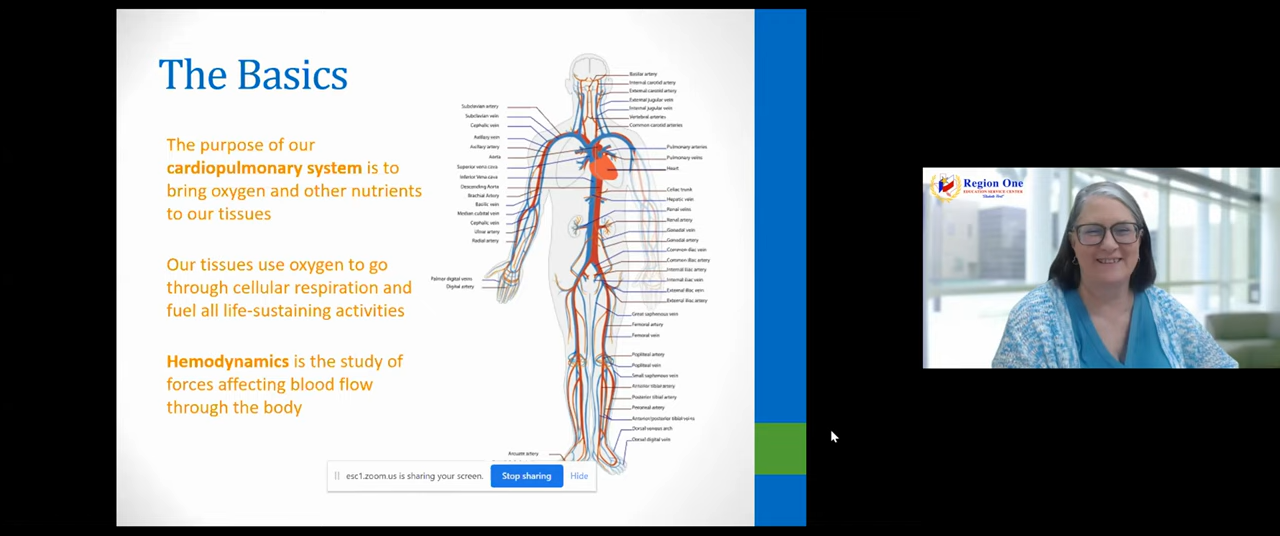 The Basics
The purpose of our
cardiopulmonary system is to
bring oxygen and other nutrients
to our tissues
Our tissues use oxygen to go
through cellular respiration and
fuel all life-sustaining activities
Hemodynamics is the study of
forces affecting blood flow
through the body
Subclavian artery
Subclavian vein
Cephalic vein
Axillary vein
Axillary artery
Aorta
Superior vena cava
Inferior Vena cava
Descending Aorta
Brachial Artery
Basilic vein
Median cubital vein
Cephalic vein
Ulnar artery
Radial artery
Palmar digital veins
Digital artery
Arcuate artery
Basilar artery
Internal carotid artery
External carotid artery
External jugular vein
Internal jugular vein
Vertebral arteries
Common carotid arteries
Pulmonary arteries
Pulmonary veins
Heart
Celiac trunk
Hepatic vein
Renal veins
Renal artery
Gonadal vein
Gonadal artery
Common iliac vein
Common iliac artery
Internal iliac artery
Internal iliac vein
External iliac vein
External iliac artery
Great saphenous vein
Femoral artery
Femoral vein
Popliteal artery
Popliteal vein
Small saphenous vein
Anterior tibial artery
Posterior tibial artery
Peroneal artery
Anterior/posterior tibial veins
Dorsal venous arch
Dorsal digital vein
esc1.zoom.us is sharing your screen.
Stop sharing
Hide
Region One
EDUCATION SERVICE CENTER